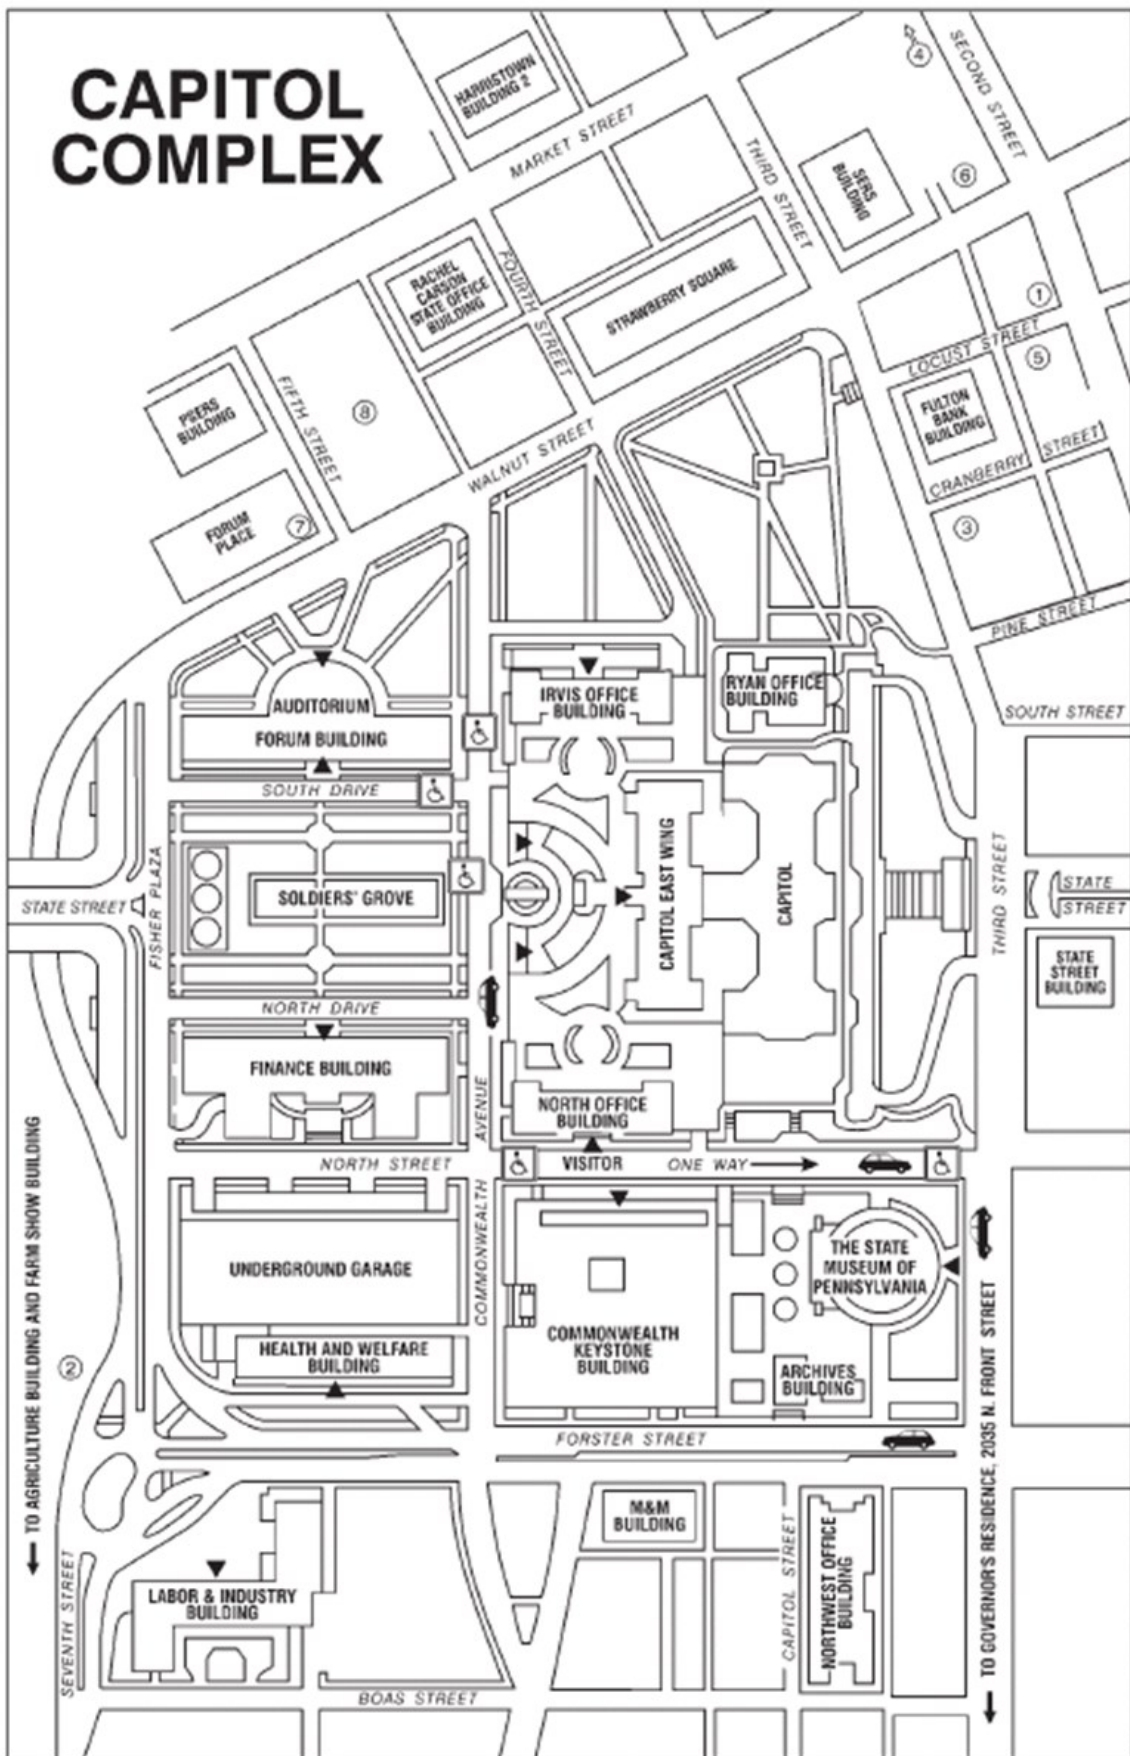 CAPITOL
COMPLEX
HARRISTOWN
BUILDING 2
MARKET STREET
4
SECOND STREET
THIRD STREET
SERS
BUILDING
6
RACHEL
CARSON
STATE OFFICE
BUILDING
FOURTH STREET
STRAWBERRY SQUARE
1
LOCUST STREET
5
PSERS
BUILDING
FIFTH STREET
8
FULTON
BANK
BUILDING
WALNUT STREET
CRANBERRY STREET
FORUM
PLACE
7
3
PINE STREET
AUDITORIUM
FORUM BUILDING
IRVIS OFFICE
BUILDING
RYAN OFFICE
BUILDING
SOUTH STREET
SOUTH DRIVE
FISHER PLAZA
SOLDIERS' GROVE
CAPITOL EAST WING
CAPITOL
THIRD STREET
STATE STREET
STATE
STREET
STATE
STREET
BUILDING
NORTH DRIVE
FINANCE BUILDING
NORTH OFFICE
BUILDING
AVENUE
NORTH STREET
VISITOR
ONE WAY
COMMONWEALTH
UNDERGROUND GARAGE
THE STATE
MUSEUM OF
PENNSYLVANIA
COMMONWEALTH
KEYSTONE
BUILDING
HEALTH AND WELFARE
BUILDING
ARCHIVES
BUILDING
2
TO AGRICULTURE BUILDING AND FARM SHOW BUILDING
FORSTER STREET
TO GOVERNOR'S RESIDENCE, 2035 N. FRONT STREET
M&M
BUILDING
CAPITOL STREET
NORTHWEST OFFICE
BUILDING
LABOR & INDUSTRY
BUILDING
SEVENTH STREET
BOAS STREET